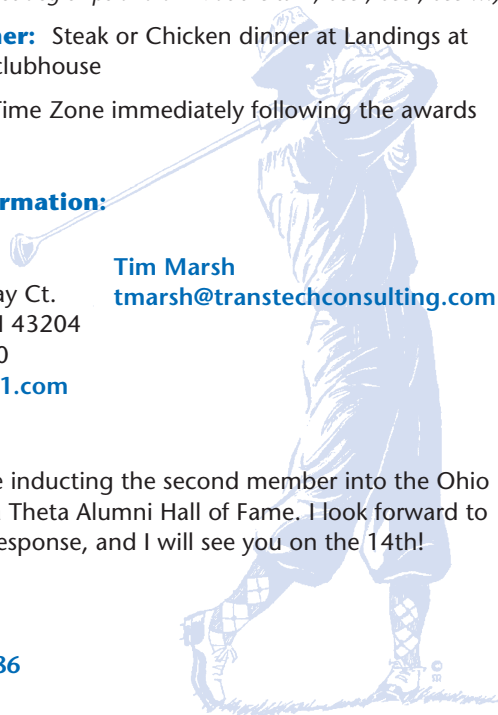 ner: Steak or Chicken dinner at Landings at
clubhouse
Time Zone immediately following the awards
rmation:
Tim Marsh
ay Ct. tmarsh@transtechconsulting.com
43204
0
1.com
e inducting the second member into the Ohio
Theta Alumni Hall of Fame. I look forward to
esponse, and I will see you on the 14th!
36